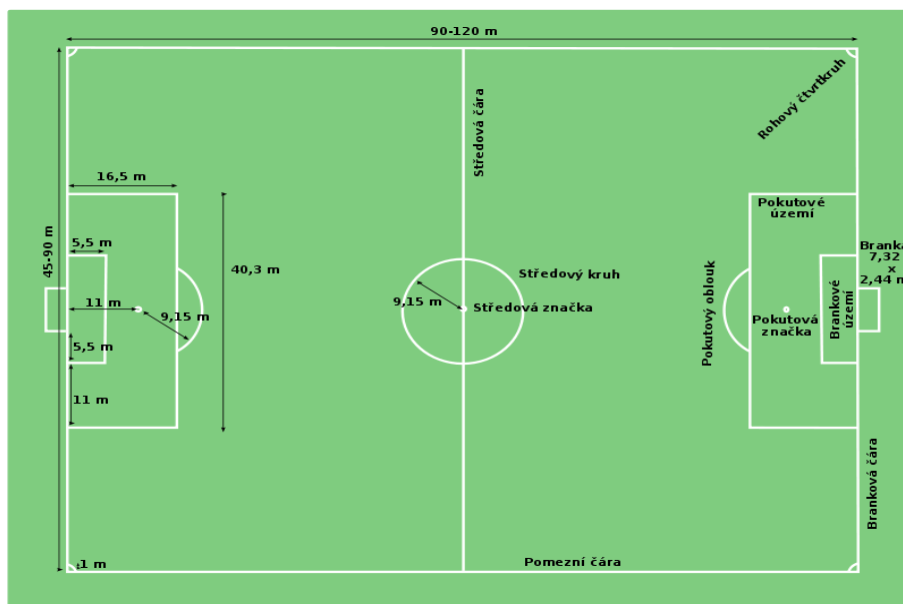 90-120 m
Rohový čtvrtkruh
Středová čára
16,5 m
Pokutové
území
45-90 m
5,5 m
40,3 m
Branka
7,32
×
2,44 m
Středový kruh
11 m
9,15 m
9,15 m
Středová značka
Pokutový oblouk
Pokutová
značka
Brankové
území
5,5 m
11 m
Branková čára
1 m
Pomezní čára